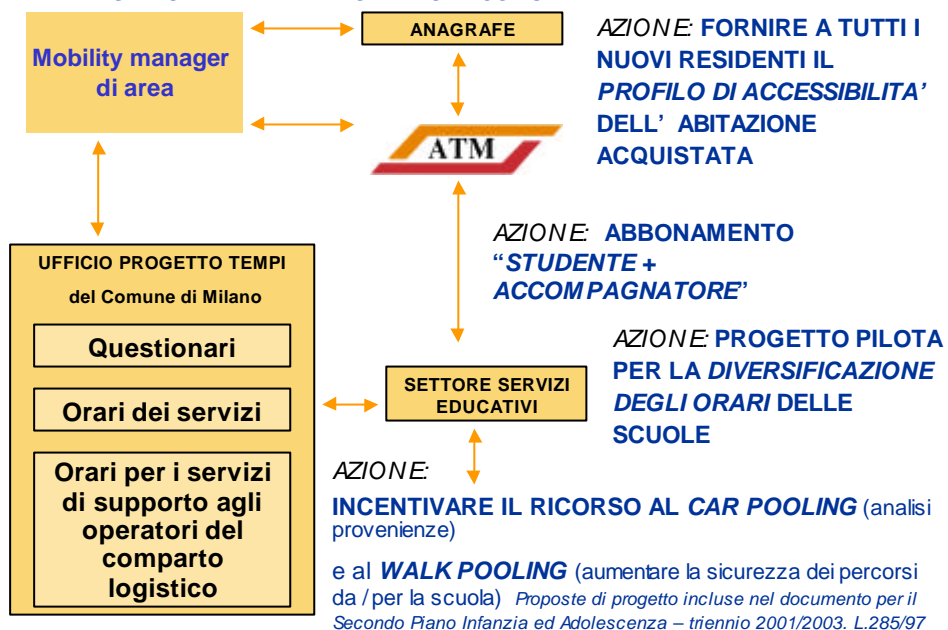 ANAGRAFE
AZIONE: FORNIRE A TUTTI I
NUOVI RESIDENTI IL
PROFILO DI ACCESSIBILITA’
DELL’ ABITAZIONE
ACQUISTATA
Mobility manager
di area
ATM
AZIONE: ABBONAMENTO
“STUDENTE +
ACCOMPAGNATORE”
UFFICIO PROGETTO TEMPI
del Comune di Milano
Questionari
Orari dei servizi
Orari per i servizi
di supporto agli
operatori del
comparto
logistico
SETTORE SERVIZI
EDUCATIVI
AZIONE: PROGETTO PILOTA
PER LA DIVERSIFICAZIONE
DEGLI ORARI DELLE
SCUOLE
AZIONE:
INCENTIVARE IL RICORSO AL CAR POOLING (analisi
provenienze)
e al WALK POOLING (aumentare la sicurezza dei percorsi
da / per la scuola) Proposte di progetto incluse nel documento per il
Secondo Piano Infanzia ed Adolescenza – triennio 2001/2003. L.285/97